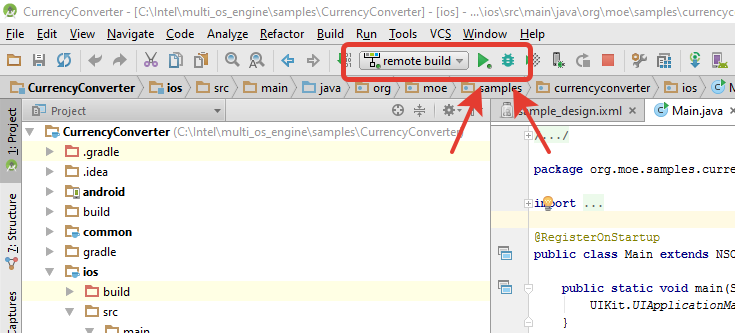 CurrencyConverter - [C:\Intel\multi_os_engine\samples\CurrencyConverter] - [ios] - ...\ios\src\main\java\org\moe\samples\currencyc
File Edit View Navigate Code Analyze Refactor Build Run Tools VCS Window Help
remote build
CurrencyConverter ios src main java org moe samples currencyconverter ios M
1: Project
7: Structure
Captures
Project
CurrencyConverter (C:\Intel\multi_os_engine\samples\CurrencyConverter)
.gradle
.idea
android
build
common
gradle
ios
build
src
main
sample_design.ixml Main.java
/.../
package org.moe.samples.curre
import ...
@RegisterOnStartup
public class Main extends NSO
public static void main(S
UIKit.UIApplicationMa
}